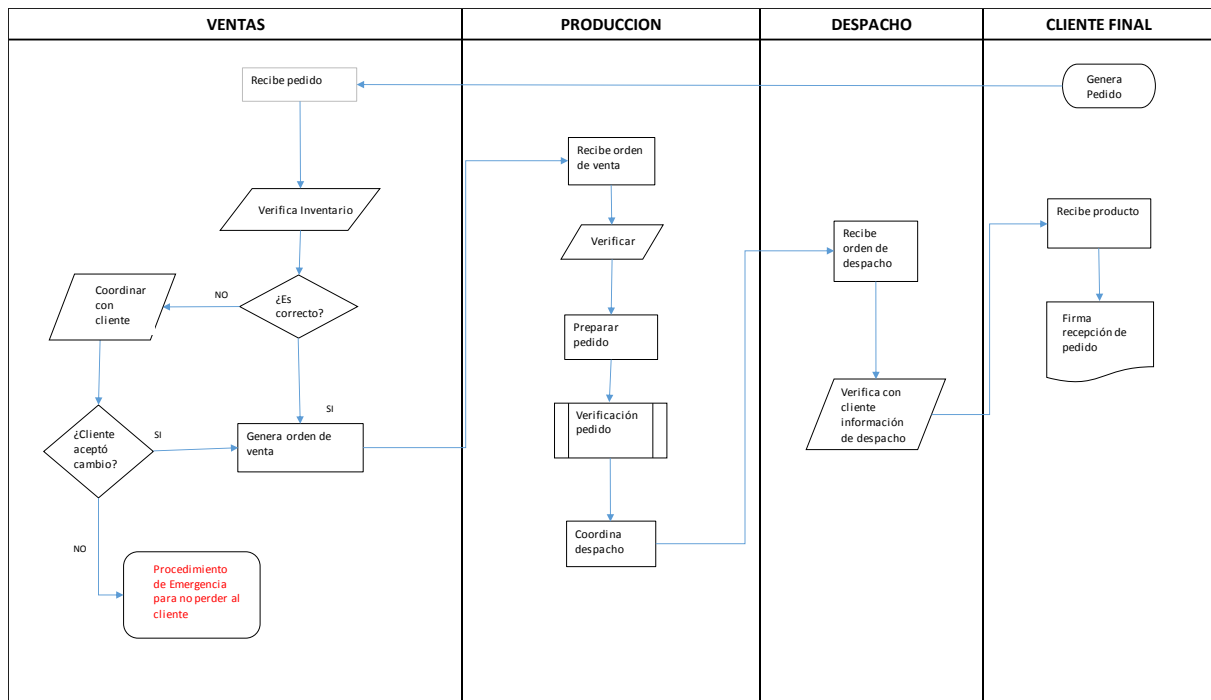 VENTAS
PRODUCCION
DESPACHO
CLIENTE FINAL
Recibe pedido
Genera
Pedido
Verifica Inventario
¿Es
correcto?
NO
SI
Coordinar
con
cliente
¿Cliente
aceptó
cambio?
SI
NO
Genera orden de
venta
Procedimiento
de Emergencia
para no perder al
cliente
Recibe orden
de venta
Verificar
Preparar
pedido
Verificación
pedido
Coordina
despacho
Recibe
orden de
despacho
Verifica con
cliente
información
de despacho
Recibe producto
Firma
recepción de
pedido